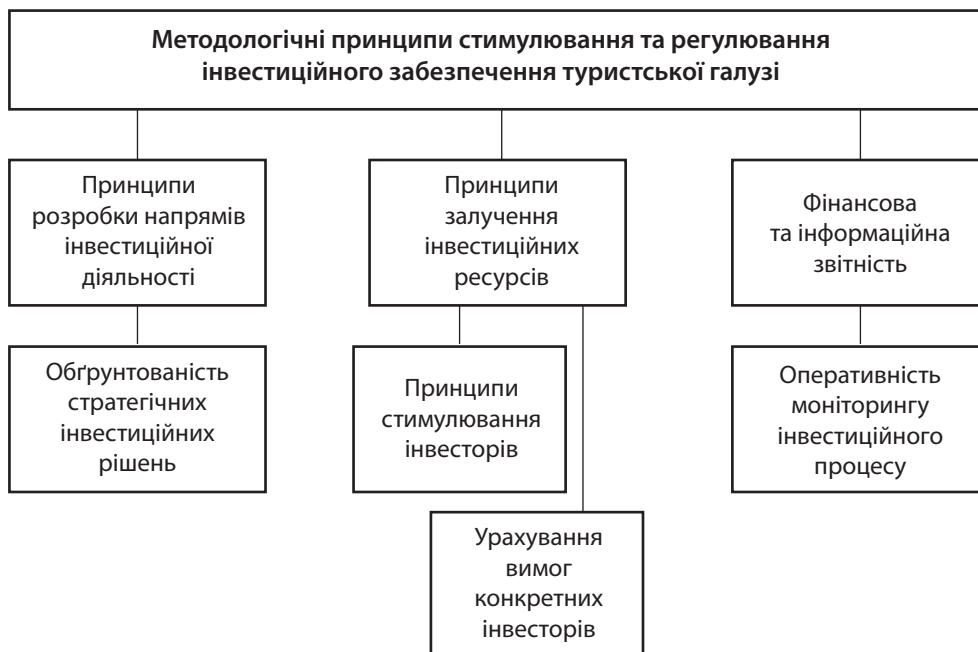 Методологічні принципи стимулювання та регулювання
інвестиційного забезпечення туристської галузі
Принципи
розробки напрямів
інвестиційної
діяльності
Принципи
залучення
інвестиційних
ресурсів
Фінансова
та інформаційна
звітність
Обґрунтованість
стратегічних
інвестиційних
рішень
Принципи
стимулювання
інвесторів
Оперативність
моніторингу
інвестиційного
процесу
Урахування
вимог
конкретних
інвесторів